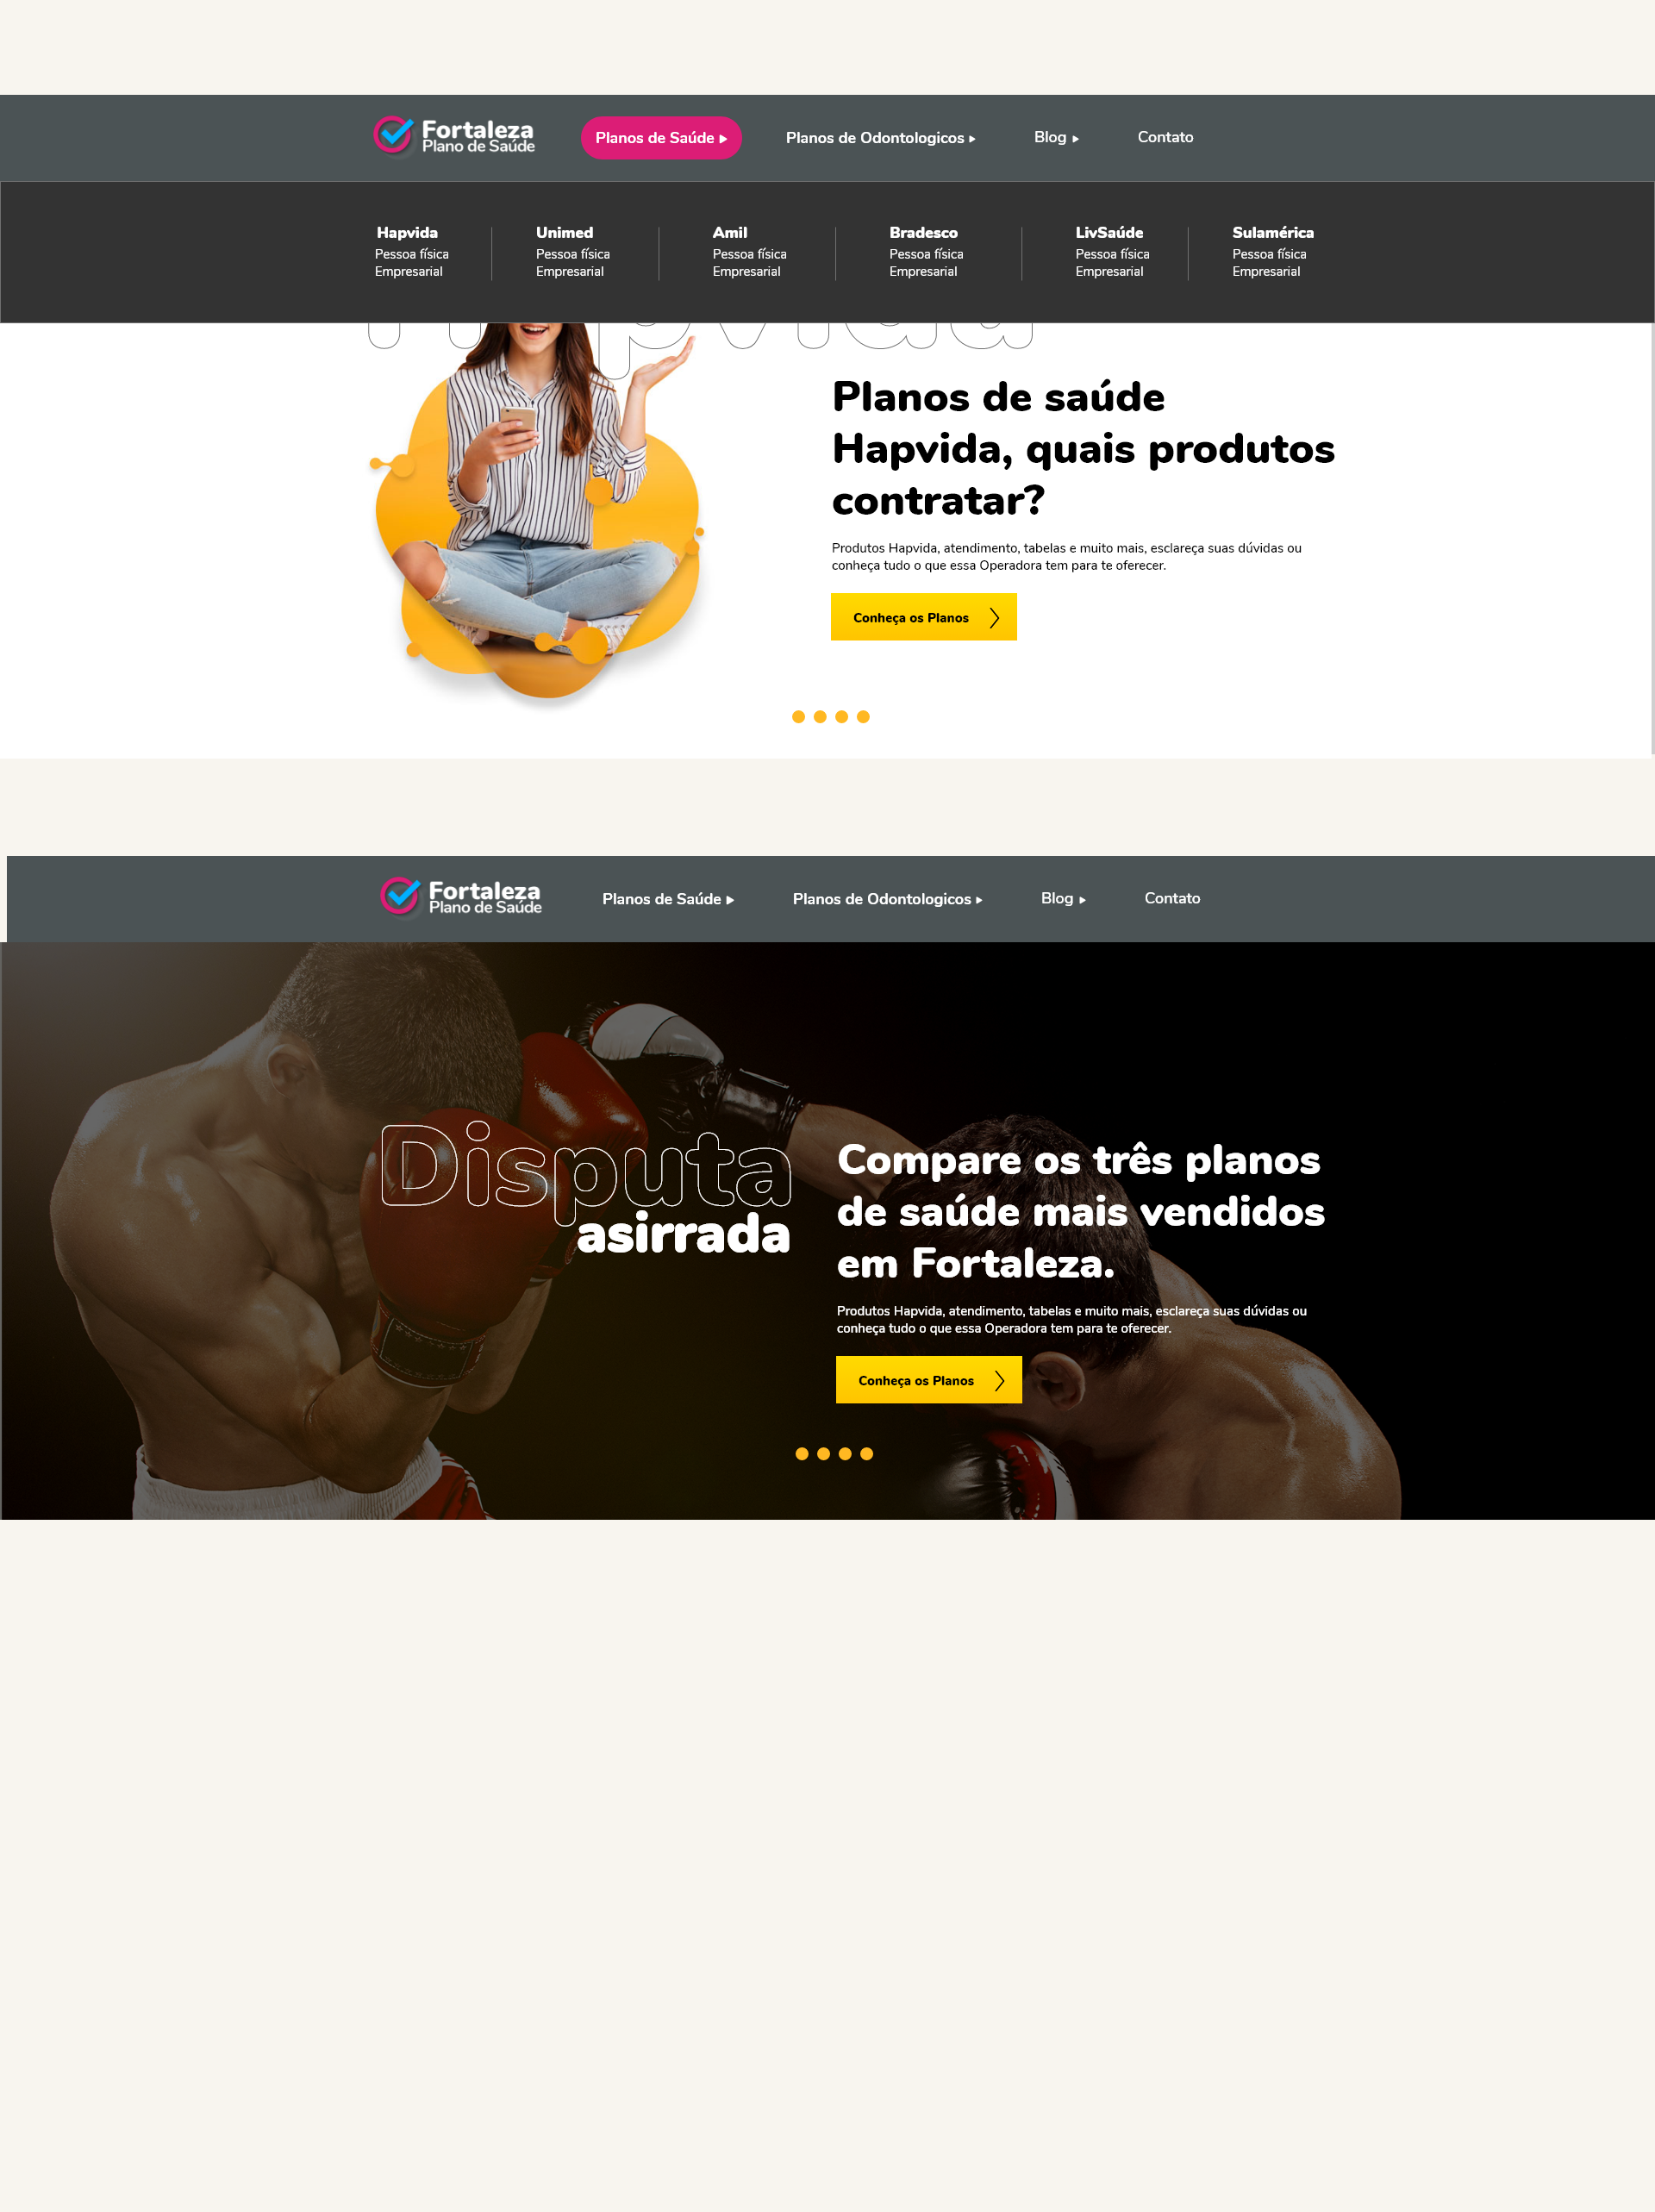 Fortaleza
Plano de Saúde
Planos de Saúde
Planos de Odontologicos
Blog
Contato
Hapvida
Pessoa física
Empresarial
Unimed
Pessoa física
Empresarial
Amil
Pessoa física
Empresarial
Bradesco
Pessoa física
Empresarial
LivSaúde
Pessoa física
Empresarial
Sulamérica
Pessoa física
Empresarial
Planos de saúde
Hapvida, quais produtos
contratar?
Produtos Hapvida, atendimento, tabelas e muito mais, esclareça suas dúvidas ou
conheça tudo o que essa Operadora tem para te oferecer.
Conheça os Planos
Fortaleza
Plano de Saúde
Planos de Saúde
Planos de Odontologicos
Blog
Contato
Disputa
asirrada
Compare os três planos
de saúde mais vendidos
em Fortaleza.
Produtos Hapvida, atendimento, tabelas e muito mais, esclareça suas dúvidas ou
conheça tudo o que essa Operadora tem para te oferecer.
Conheça os Planos